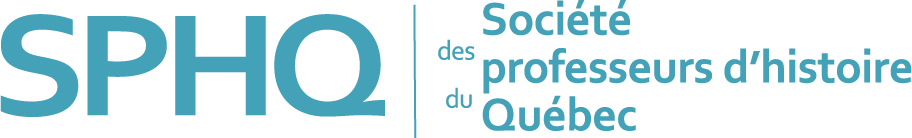 SPHQ
Société
des professeurs d'histoire
du Québec